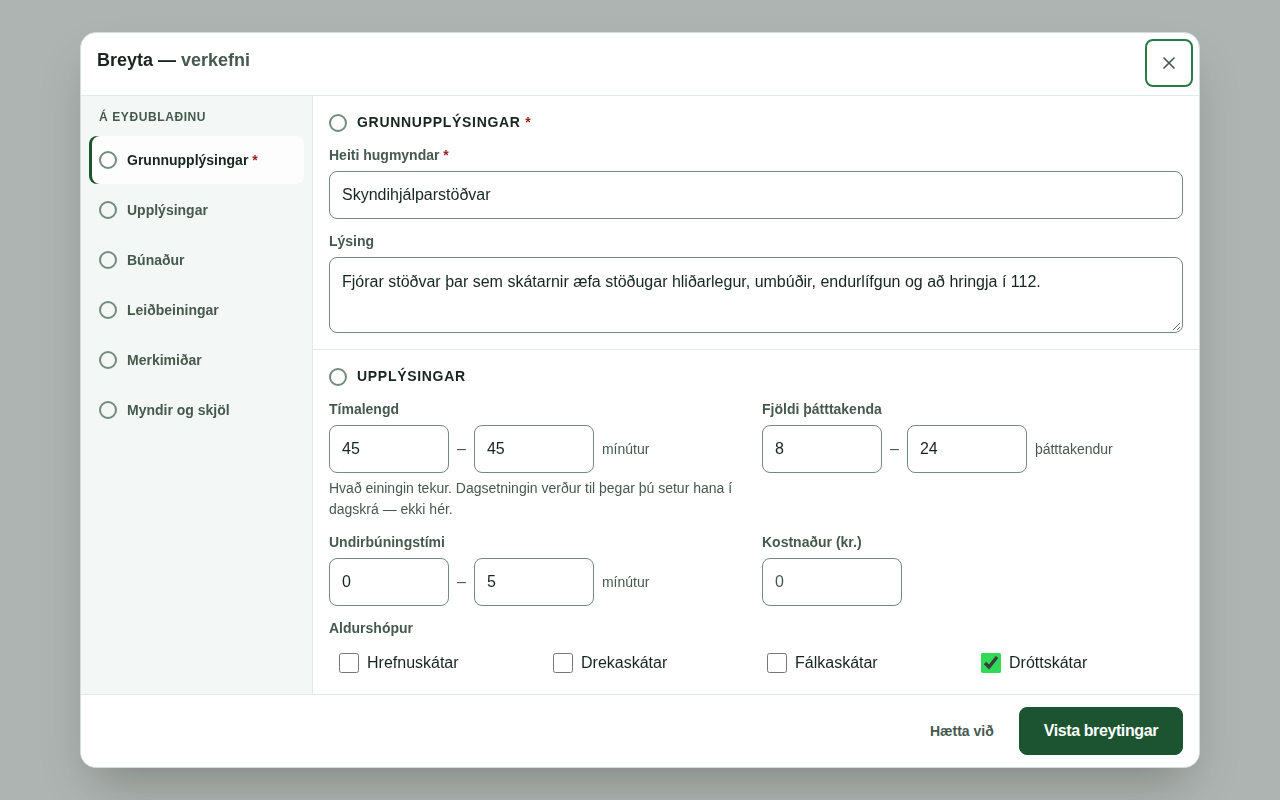 Breyta — verkefni
Á EYÐUBLAÐINU
Grunnupplýsingar *
Upplýsingar
Búnaður
Leiðbeiningar
Merkimiðar
Myndir og skjöl
GRUNNUPPLÝSINGAR *
Heiti hugmyndar *
Skyndihjálparstöðvar
Lýsing
Fjórar stöðvar þar sem skátarnir æfa stöðugar hliðarlegur, umbúðir, endurlífgun og að hringja í 112.
UPPLÝSINGAR
Tímalengd
45 – 45 mínútur
Hvað einingin tekur. Dagsetningin verður til þegar þú setur hana í
dagskrá — ekki hér.
Fjöldi þátttakenda
8 – 24 þátttakendur
Undirbúningstími
0 – 5 mínútur
Kostnaður (kr.)
0
Aldurshópur
Hrefnuskátar Drekaskátar Fálkaskátar Dróttskátar
Hætta við Vista breytingar